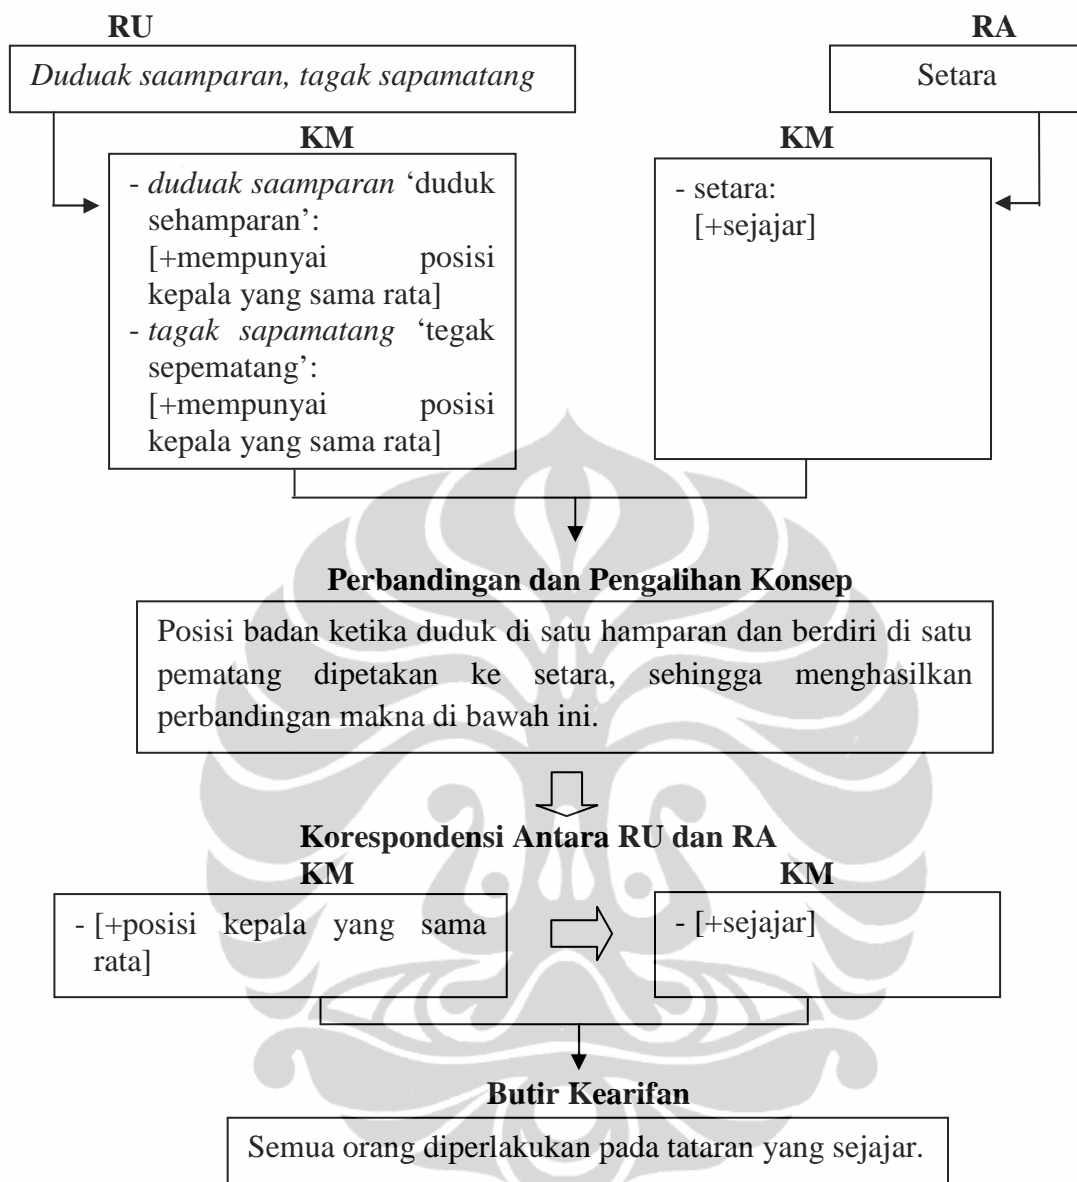 RU
RA
Duduak saamparan, tagak sapamatang
Setara
KM
KM
- duduak saamparan ‘duduk
sehamparan’:
[+mempunyai posisi
kepala yang sama rata]
- tagak sapamatang ‘tegak
sepematang’:
[+mempunyai posisi
kepala yang sama rata]
- setara:
[+sejajar]
Perbandingan dan Pengalihan Konsep
Posisi badan ketika duduk di satu hamparan dan berdiri di satu
pematang dipetakan ke setara, sehingga menghasilkan
perbandingan makna di bawah ini.
Korespondensi Antara RU dan RA
KM
KM
- [+posisi kepala yang sama
rata]
- [+sejajar]
Butir Kearifan
Semua orang diperlakukan pada tataran yang sejajar.